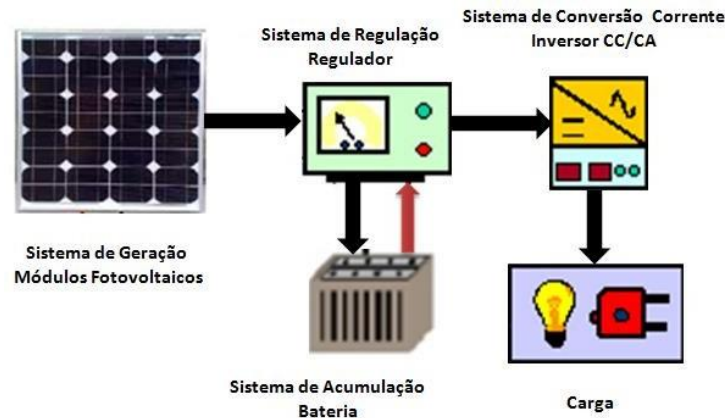 Sistema de Conversão Corrente
Inversor CC/CA
Sistema de Regulação
Regulador
Sistema de Geração
Módulos Fotovoltaicos
Sistema de Acumulação
Bateria
Carga